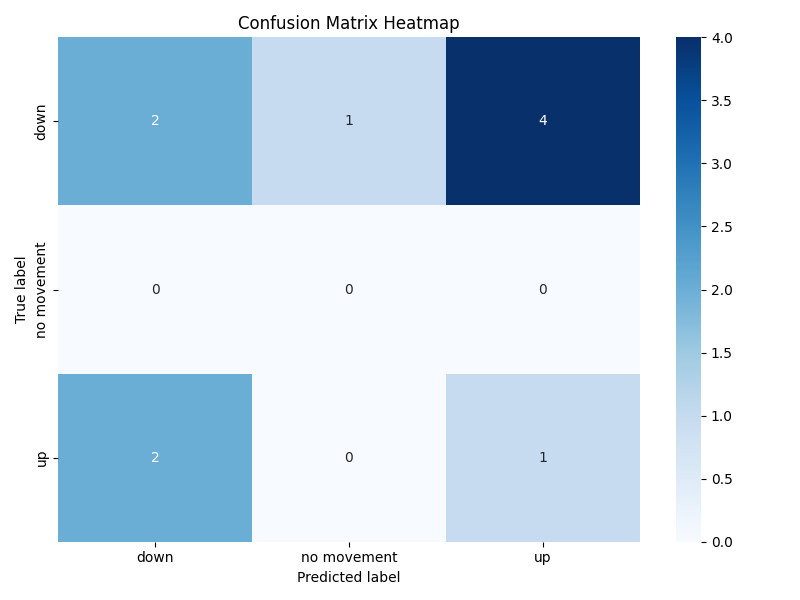 Confusion Matrix Heatmap
True label
down
no movement
up
2 1 4
0 0 0
2 0 1
down no movement up
Predicted label
4.0
3.5
3.0
2.5
2.0
1.5
1.0
0.5
0.0